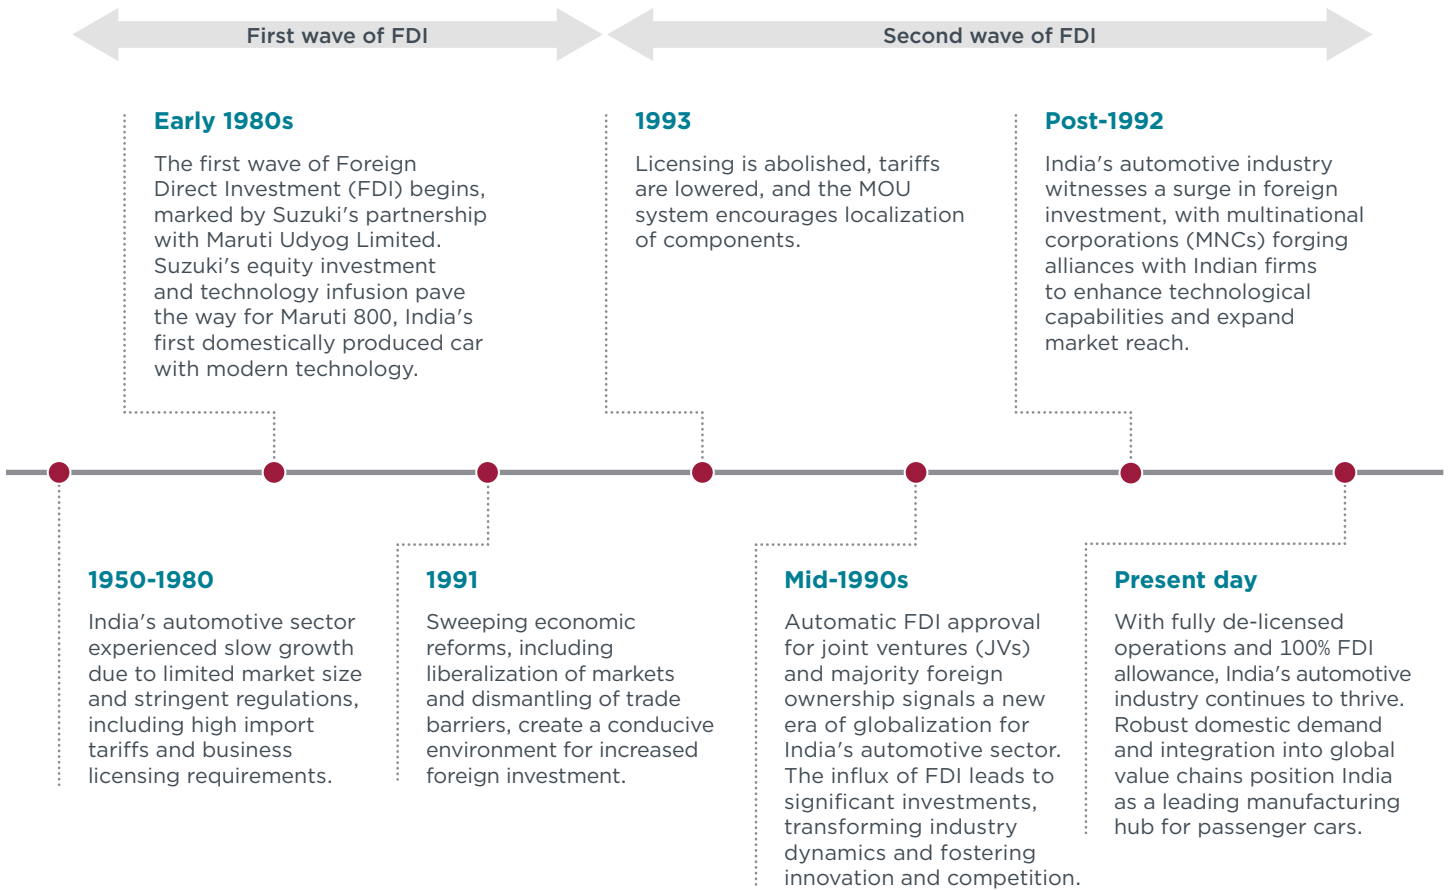 First wave of FDI
Second wave of FDI
Early 1980s
The first wave of Foreign
Direct Investment (FDI) begins,
marked by Suzuki's partnership
with Maruti Udyog Limited.
Suzuki's equity investment
and technology infusion pave
the way for Maruti 800, India's
first domestically produced car
with modern technology.
1993
Licensing is abolished, tariffs
are lowered, and the MOU
system encourages localization
of components.
Post-1992
India's automotive industry
witnesses a surge in foreign
investment, with multinational
corporations (MNCs) forging
alliances with Indian firms
to enhance technological
capabilities and expand
market reach.
1950-1980
India's automotive sector
experienced slow growth
due to limited market size
and stringent regulations,
including high import
tariffs and business
licensing requirements.
1991
Sweeping economic
reforms, including
liberalization of markets
and dismantling of trade
barriers, create a conducive
environment for increased
foreign investment.
Mid-1990s
Automatic FDI approval
for joint ventures (JVs)
and majority foreign
ownership signals a new
era of globalization for
India's automotive sector.
The influx of FDI leads to
significant investments,
transforming industry
dynamics and fostering
innovation and competition.
Present day
With fully de-licensed
operations and 100% FDI
allowance, India's automotive
industry continues to thrive.
Robust domestic demand
and integration into global
value chains position India
as a leading manufacturing
hub for passenger cars.